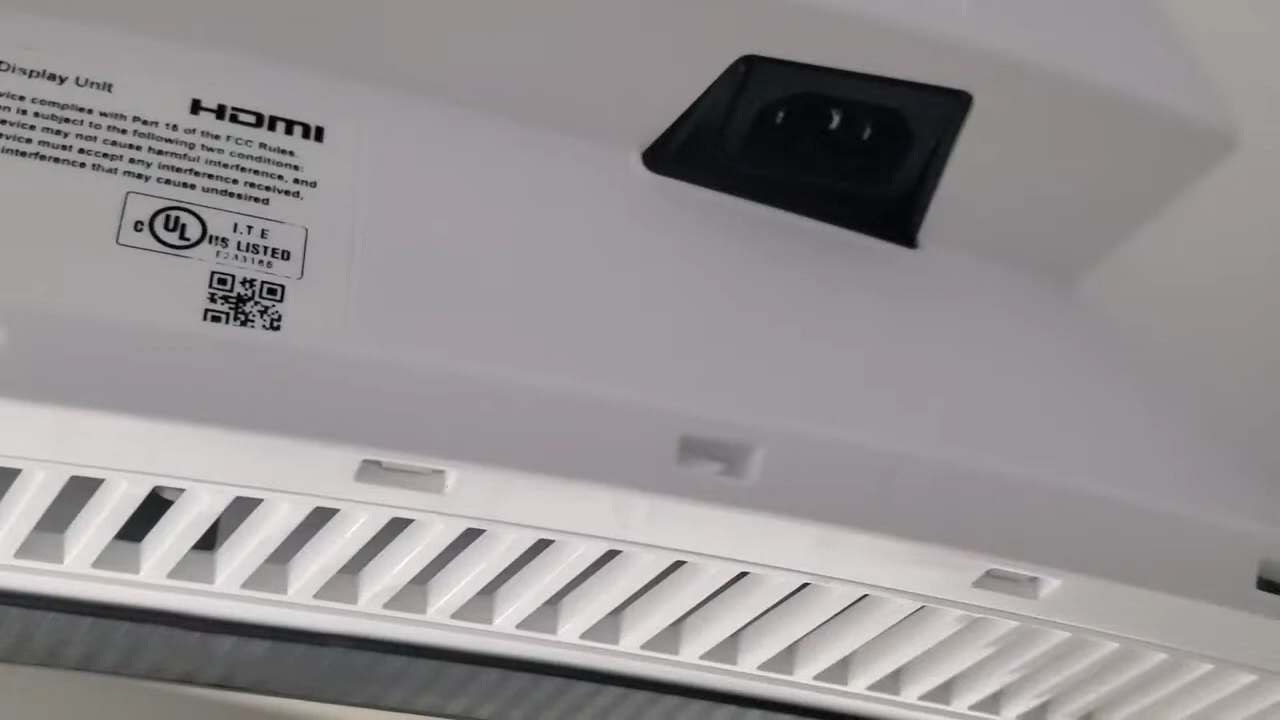 Display Unit
HDMI
vice complies with Part 15 of the FCC Rules.
n is subject to the following two conditions:
evice may not cause harmful interference, and
evice must accept any interference received,
interference that may cause undesired
c UL I.T E
US LISTED
E243166